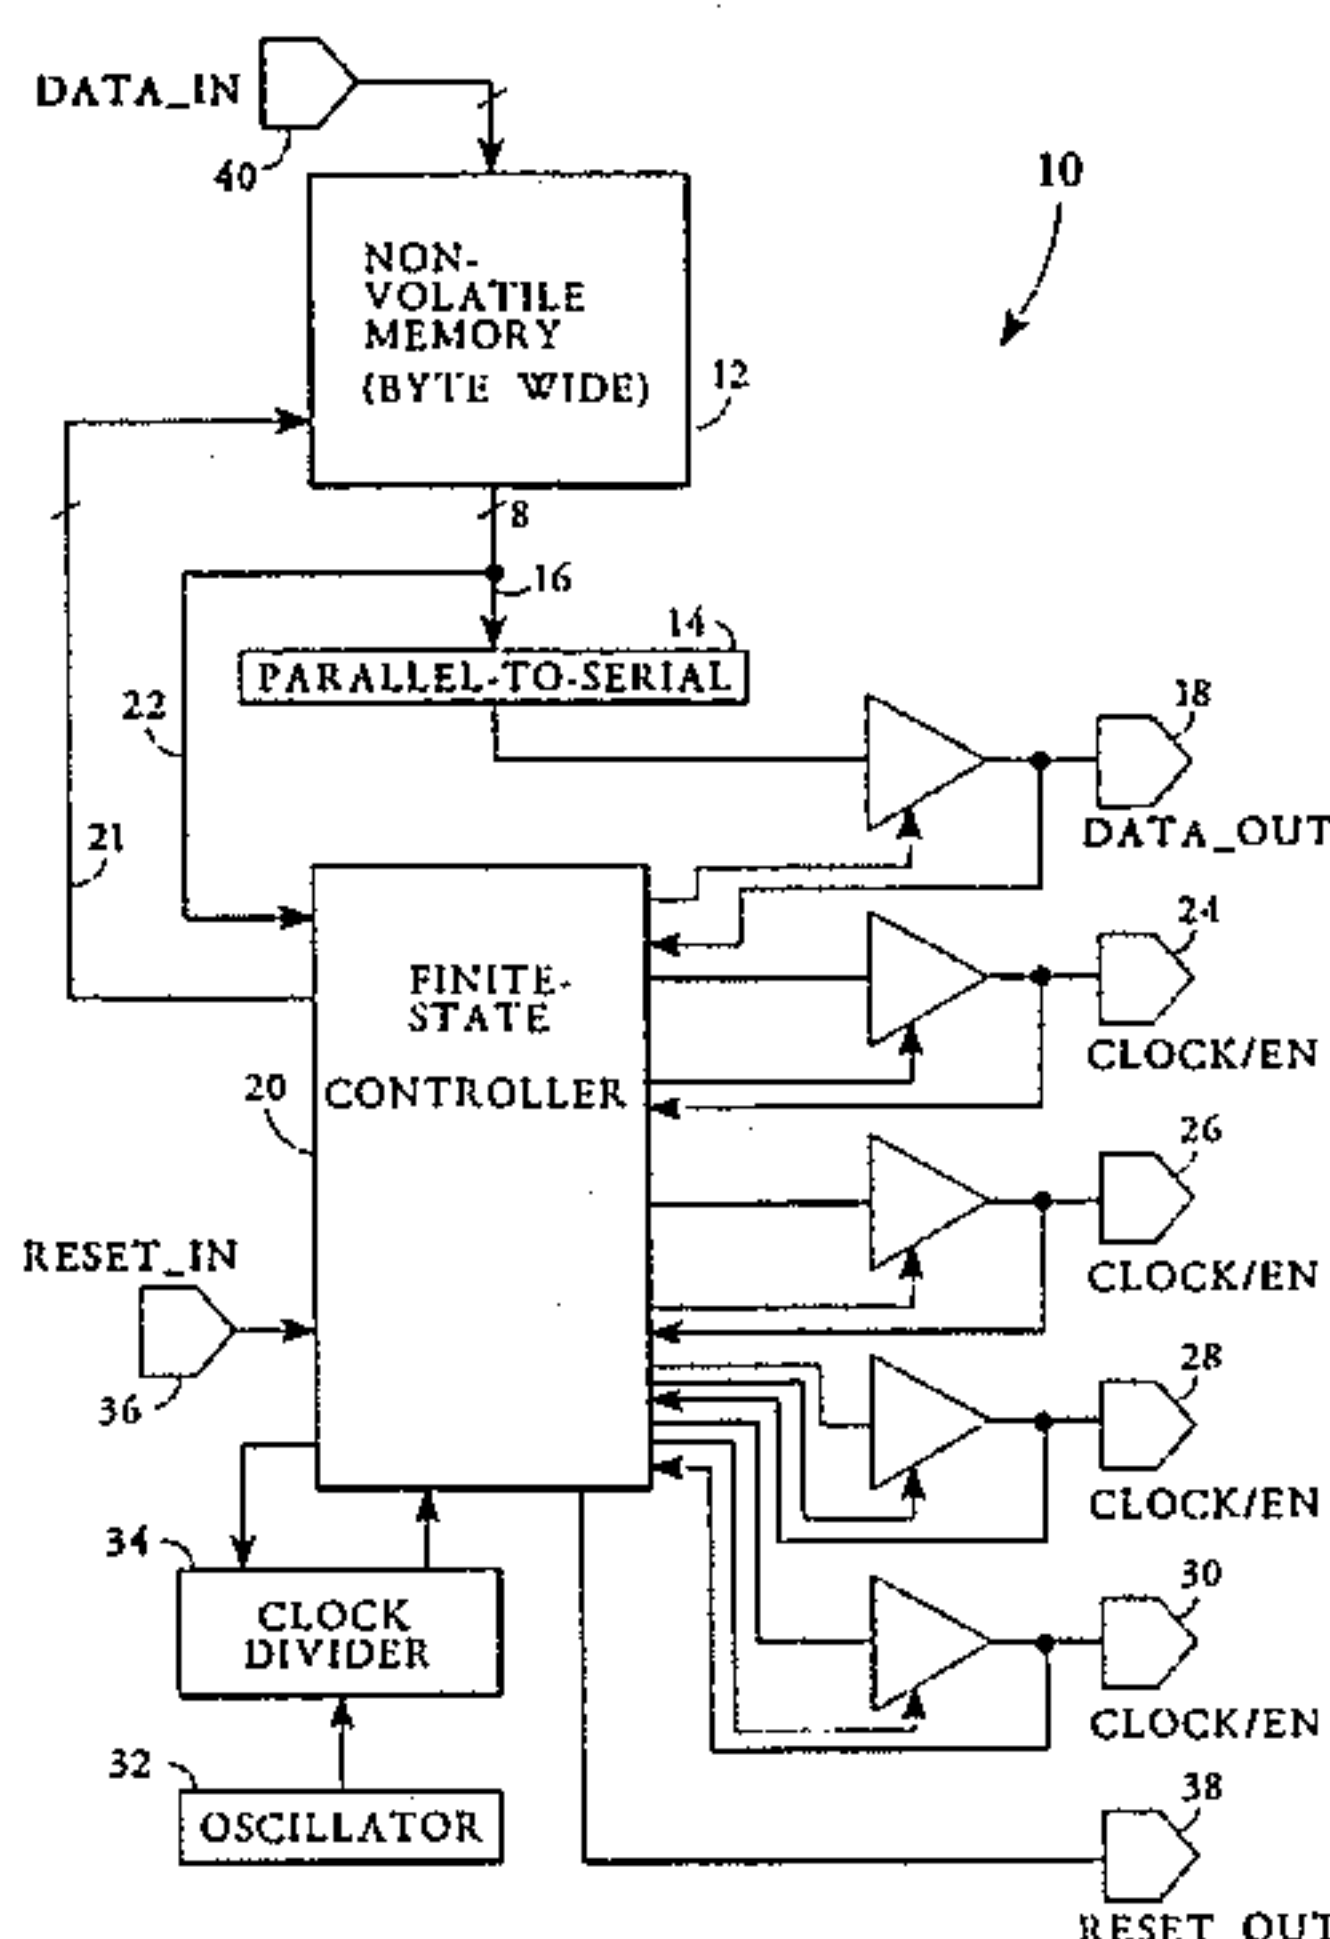 DATA_IN
40
10
NON-
VOLATILE
MEMORY
(BYTE WIDE)
12
8
16
14
PARALLEL-TO-SERIAL
22
18
DATA_OUT
21
24
FINITE-
STATE
CONTROLLER
CLOCK/EN
20
26
RESET_IN
CLOCK/EN
36
28
CLOCK/EN
34
CLOCK
DIVIDER
30
CLOCK/EN
32
OSCILLATOR
38
RESET_OUT